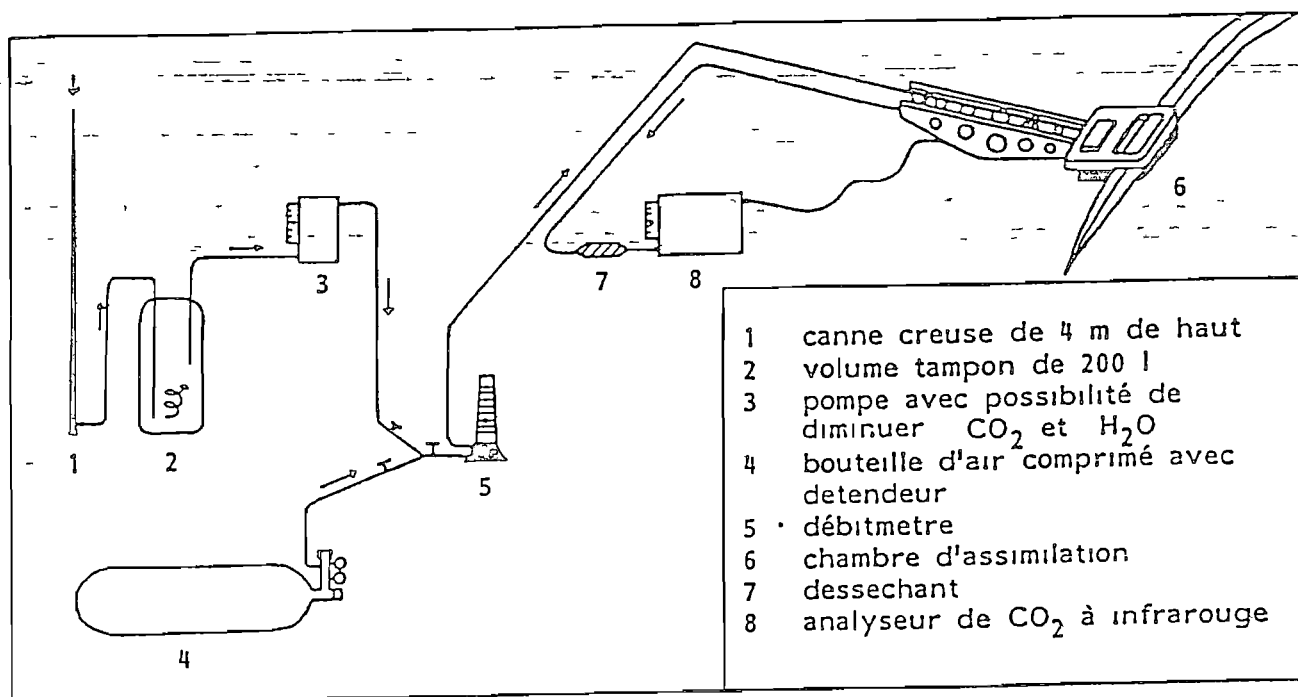 6
3
7
8
1
2
5
4
1 canne creuse de 4 m de haut
2 volume tampon de 200 l
3 pompe avec possibilité de
diminuer CO₂ et H₂O
4 bouteille d'air comprimé avec
detendeur
5 · débitmetre
6 chambre d'assimilation
7 dessechant
8 analyseur de CO₂ à infrarouge